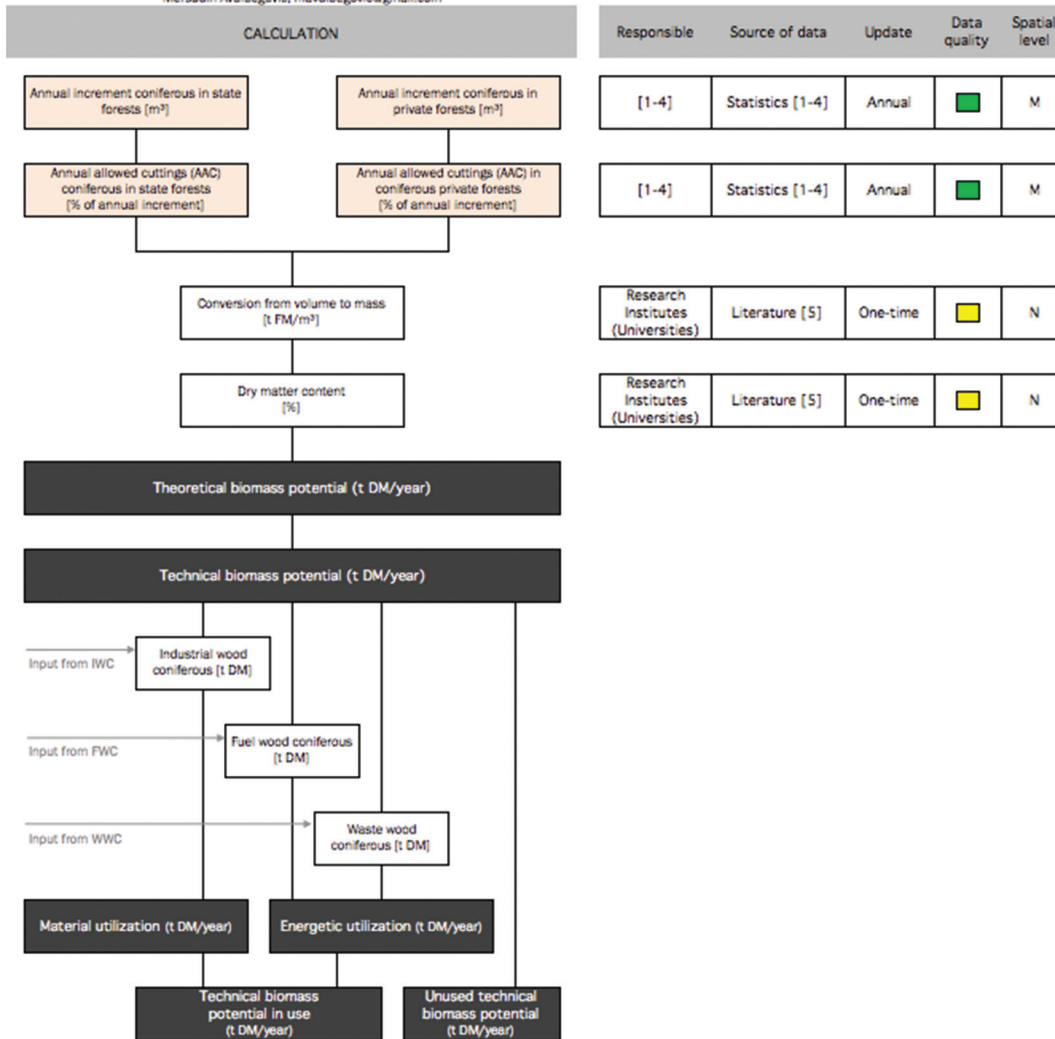 CALCULATION
Responsible
Source of data
Update
Data
quality
Spatial
level
Annual increment coniferous in state
forests [m³]
Annual increment coniferous in
private forests [m³]
[1-4]
Statistics [1-4]
Annual
M
Annual allowed cuttings (AAC)
coniferous in state forests
[% of annual increment]
Annual allowed cuttings (AAC) in
coniferous private forests
[% of annual increment]
[1-4]
Statistics [1-4]
Annual
M
Conversion from volume to mass
[t FM/m³]
Research
Institutes
(Universities)
Literature [5]
One-time
N
Dry matter content
[%]
Research
Institutes
(Universities)
Literature [5]
One-time
N
Theoretical biomass potential (t DM/year)
Technical biomass potential (t DM/year)
Input from IWC
Industrial wood
coniferous [t DM]
Input from FWC
Fuel wood coniferous
[t DM]
Input from WWC
Waste wood
coniferous [t DM]
Material utilization (t DM/year)
Energetic utilization (t DM/year)
Technical biomass
potential in use
(t DM/year)
Unused technical
biomass potential
(t DM/year)